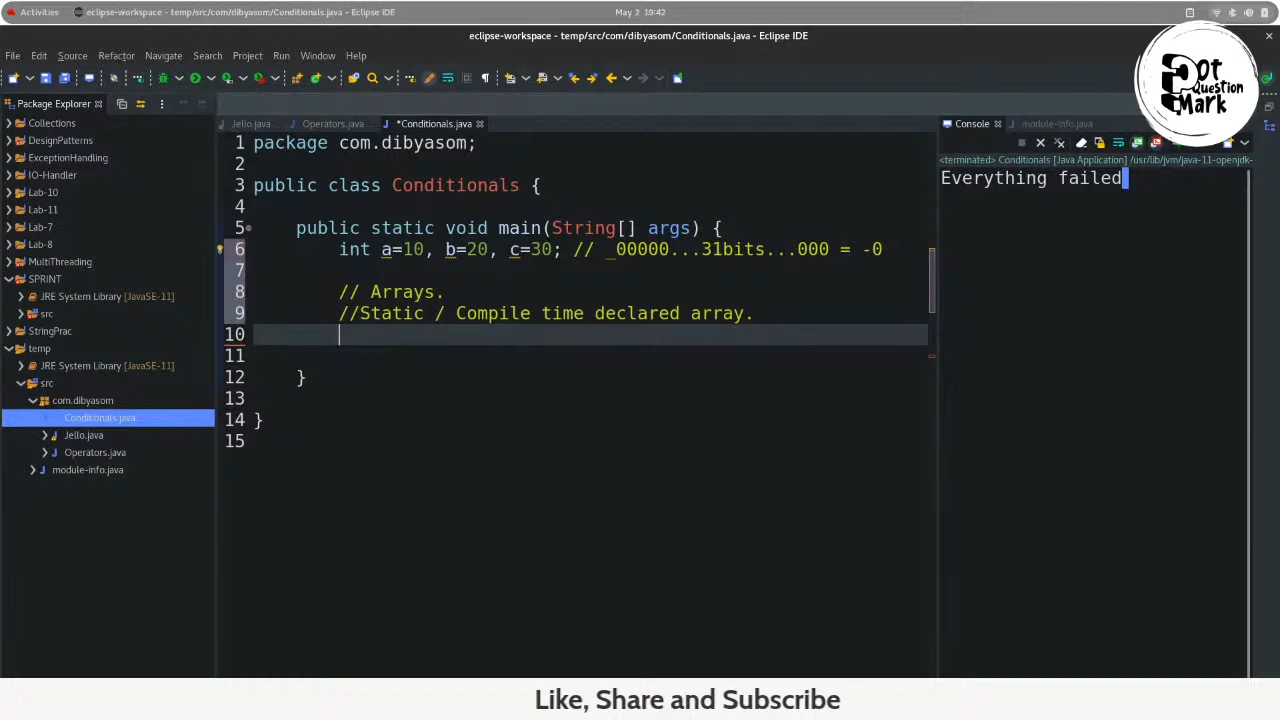 Activities eclipse-workspace - temp/src/com/dibyasom/Conditionals.java - Eclipse IDE May 2 19:42
eclipse-workspace - temp/src/com/dibyasom/Conditionals.java - Eclipse IDE
File Edit Source Refactor Navigate Search Project Run Window Help
Pot
Question
Mark
Package Explorer
Collections
DesignPatterns
ExceptionHandling
IO-Handler
Lab-10
Lab-11
Lab-7
Lab-8
MultiThreading
SPRINT
JRE System Library [JavaSE-11]
src
StringPrac
temp
JRE System Library [JavaSE-11]
src
com.dibyasom
Conditionals.java
Jello.java
Operators.java
module-info.java
Jello.java Operators.java *Conditionals.java
1 package com.dibyasom;
2
3 public class Conditionals {
4
5 public static void main(String[] args) {
6 int a=10, b=20, c=30; // _00000...31bits...000 = -0
7
8 // Arrays.
9 //Static / Compile time declared array.
10
11
12 }
13
14 }
15
Console module-info.java
<terminated> Conditionals [Java Application] /usr/lib/jvm/java-11-openjdk-
Everything failed
Like, Share and Subscribe